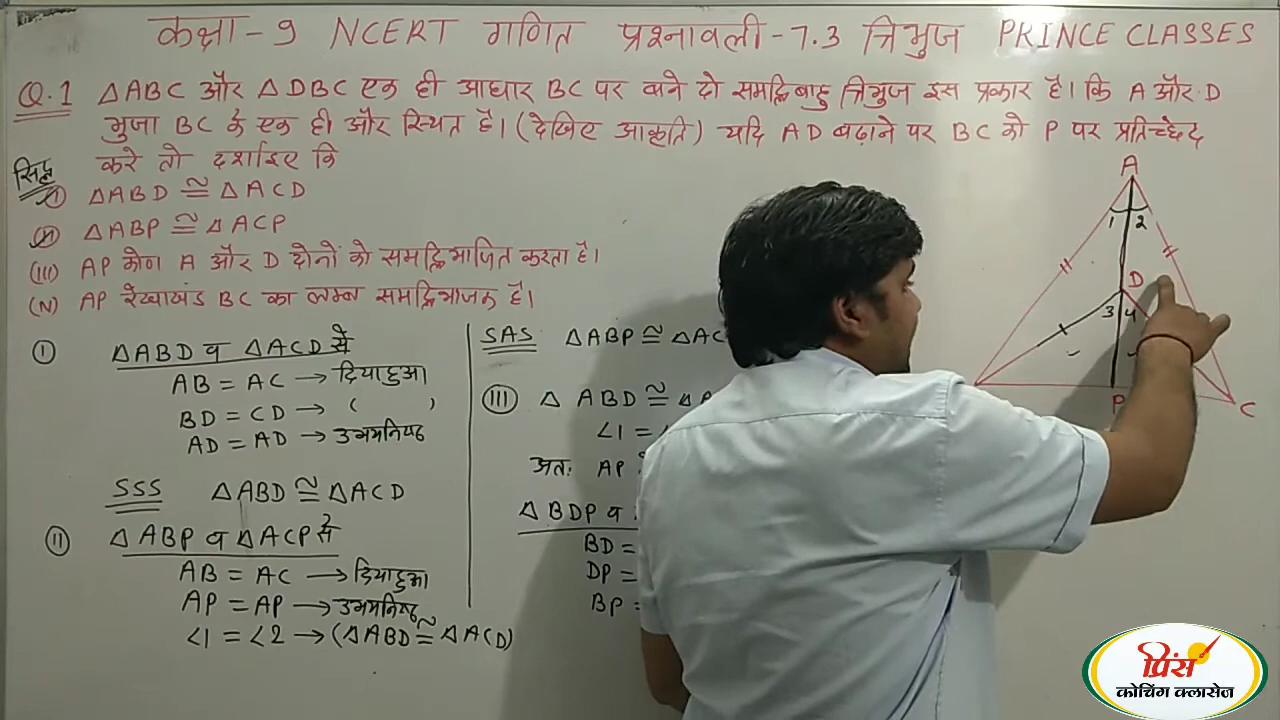 कक्षा - 9 NCERT गणित प्रश्नावली - 7.3 त्रिभुज PRINCE CLASSES
Q.1 △ABC और △DBC एक ही आधार BC पर बने दो समद्विबाहु त्रिभुज इस प्रकार है। कि A और D
भुजा BC के एक ही और स्थित है। (देखिए आकृति) यदि AD बढ़ाने पर BC को P पर प्रतिच्छेद
करे तो दर्शाइए कि
सिद्ध
(I) △ABD ≅ △ACD
(II) △ABP ≅ △ACP
(III) AP कोण A और D दोनों को समद्विभाजित करता है।
(IV) AP रेखाखंड BC का लम्ब समद्विभाजक है।
I △ABD व △ACD से
AB = AC → दिया हुआ
BD = CD → ( )
AD = AD → उभयनिष्ठ
SSS △ABD ≅ △ACD
II △ABP व △ACP से
AB = AC → दिया हुआ
AP = AP → उभयनिष्ठ
∠1 = ∠2 → (△ABD ≅ △ACD)
SAS △ABP ≅ △AC
III △ ABD ≅ △A
∠1 =
अतः AP
△ BDP व
BD =
DP =
BP =
A
1 2
D
3 4
P
C
प्रिंस
कोचिंग क्लासेज